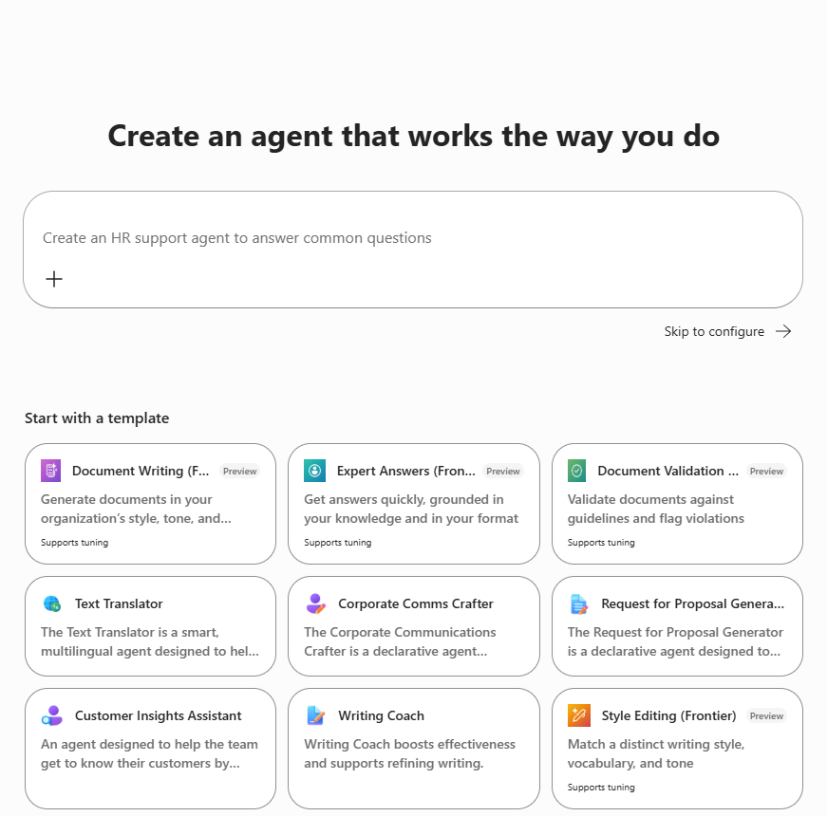 Create an agent that works the way you do
Create an HR support agent to answer common questions
Skip to configure
Start with a template
Document Writing (F... Preview
Generate documents in your
organization's style, tone, and...
Supports tuning
Expert Answers (Fron... Preview
Get answers quickly, grounded in
your knowledge and in your format
Supports tuning
Document Validation ... Preview
Validate documents against
guidelines and flag violations
Supports tuning
Text Translator
The Text Translator is a smart,
multilingual agent designed to hel...
Corporate Comms Crafter
The Corporate Communications
Crafter is a declarative agent...
Request for Proposal Genera...
The Request for Proposal Generator
is a declarative agent designed to...
Customer Insights Assistant
An agent designed to help the team
get to know their customers by...
Writing Coach
Writing Coach boosts effectiveness
and supports refining writing.
Style Editing (Frontier) Preview
Match a distinct writing style,
vocabulary, and tone
Supports tuning